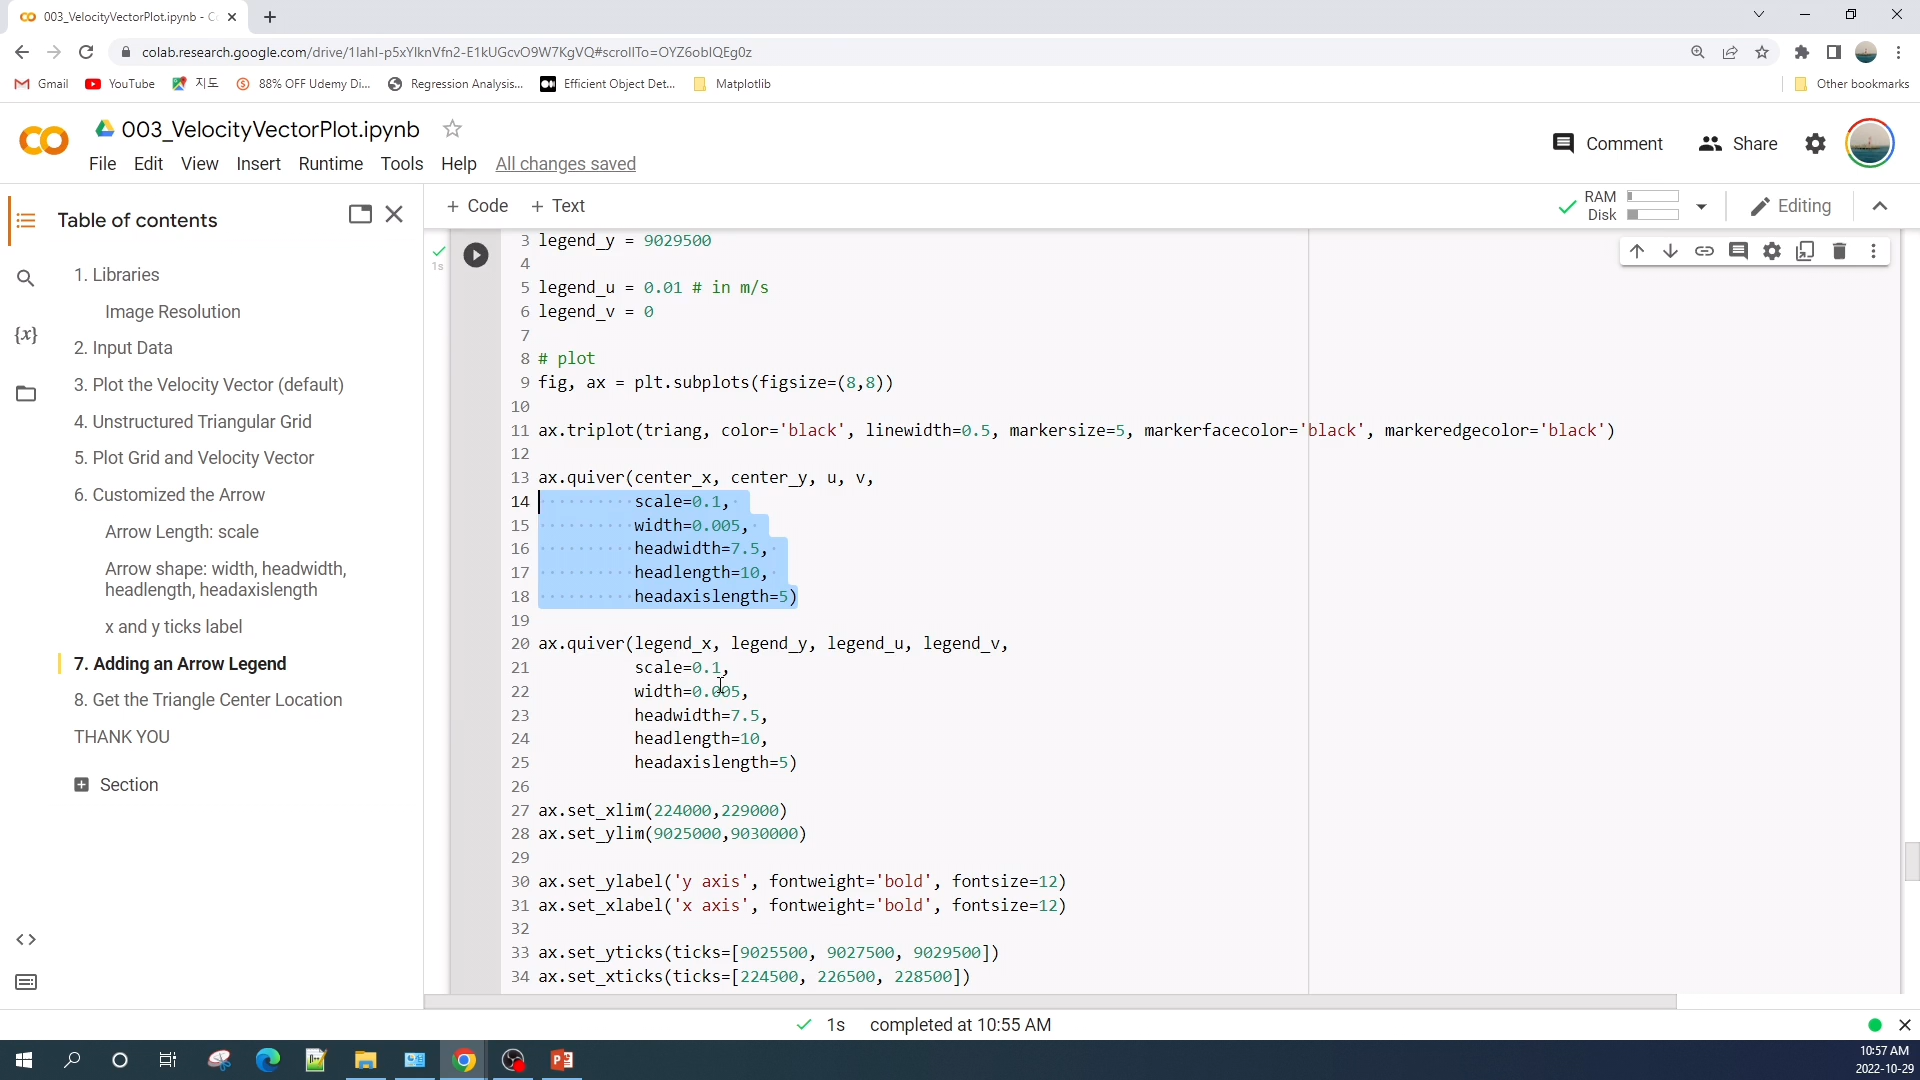 003_VelocityVectorPlot.ipynb - C
colab.research.google.com/drive/1Iahl-p5xYlknVfn2-E1kUGcvO9W7KgVQ#scrollTo=OYZ6oblQEg0z
Gmail YouTube 지도 88% OFF Udemy Di... Regression Analysis... Efficient Object Det... Matplotlib Other bookmarks
003_VelocityVectorPlot.ipynb
Comment Share
File Edit View Insert Runtime Tools Help All changes saved
Table of contents
1. Libraries
Image Resolution
2. Input Data
3. Plot the Velocity Vector (default)
4. Unstructured Triangular Grid
5. Plot Grid and Velocity Vector
6. Customized the Arrow
Arrow Length: scale
Arrow shape: width, headwidth,
headlength, headaxislength
x and y ticks label
7. Adding an Arrow Legend
8. Get the Triangle Center Location
THANK YOU
Section
+ Code + Text
RAM
Disk
Editing
1s
3 legend_y = 9029500
4
5 legend_u = 0.01 # in m/s
6 legend_v = 0
7
8 # plot
9 fig, ax = plt.subplots(figsize=(8,8))
10
11 ax.triplot(triang, color='black', linewidth=0.5, markersize=5, markerfacecolor='black', markeredgecolor='black')
12
13 ax.quiver(center_x, center_y, u, v,
14 scale=0.1,
15 width=0.005,
16 headwidth=7.5,
17 headlength=10,
18 headaxislength=5)
19
20 ax.quiver(legend_x, legend_y, legend_u, legend_v,
21 scale=0.1,
22 width=0.005,
23 headwidth=7.5,
24 headlength=10,
25 headaxislength=5)
26
27 ax.set_xlim(224000,229000)
28 ax.set_ylim(9025000,9030000)
29
30 ax.set_ylabel('y axis', fontweight='bold', fontsize=12)
31 ax.set_xlabel('x axis', fontweight='bold', fontsize=12)
32
33 ax.set_yticks(ticks=[9025500, 9027500, 9029500])
34 ax.set_xticks(ticks=[224500, 226500, 228500])
1s completed at 10:55 AM
10:57 AM
2022-10-29